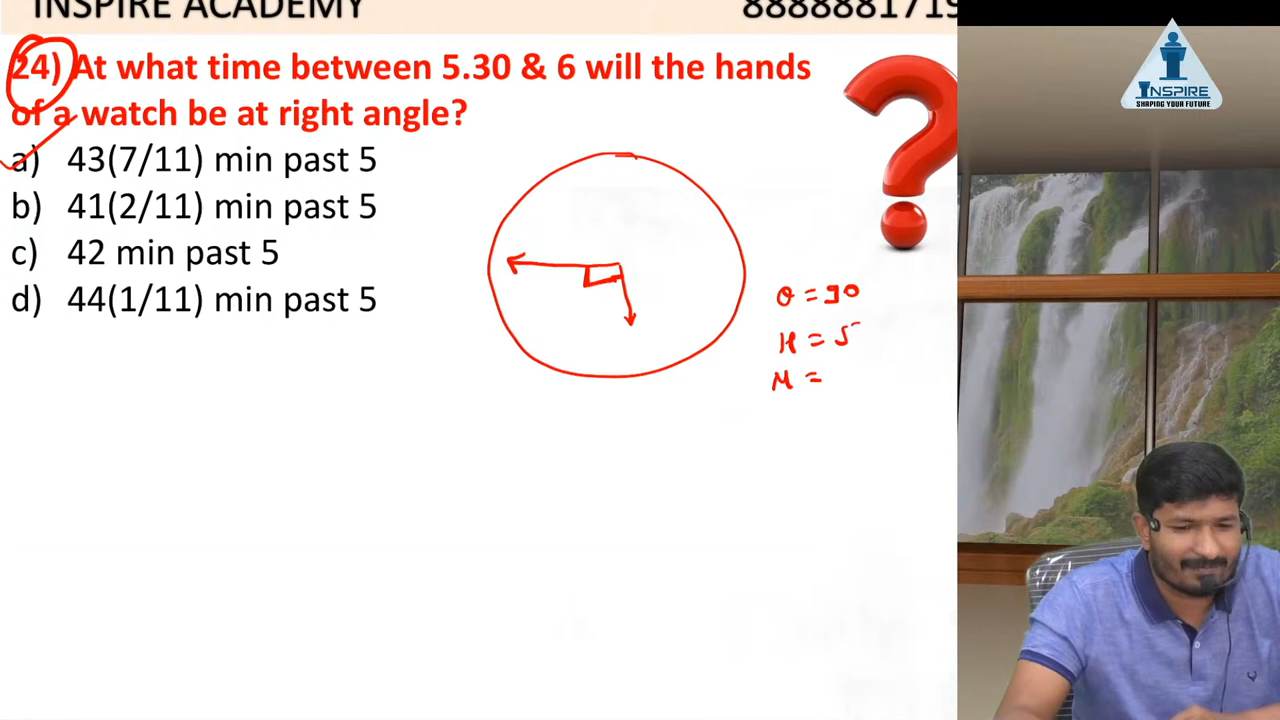 INSPIRE ACADEMY 8888881719
24) At what time between 5.30 & 6 will the hands
of a watch be at right angle?
a) 43(7/11) min past 5
b) 41(2/11) min past 5
c) 42 min past 5
d) 44(1/11) min past 5
θ = 90
H = 5
M =
INSPIRE
SHAPING YOUR FUTURE